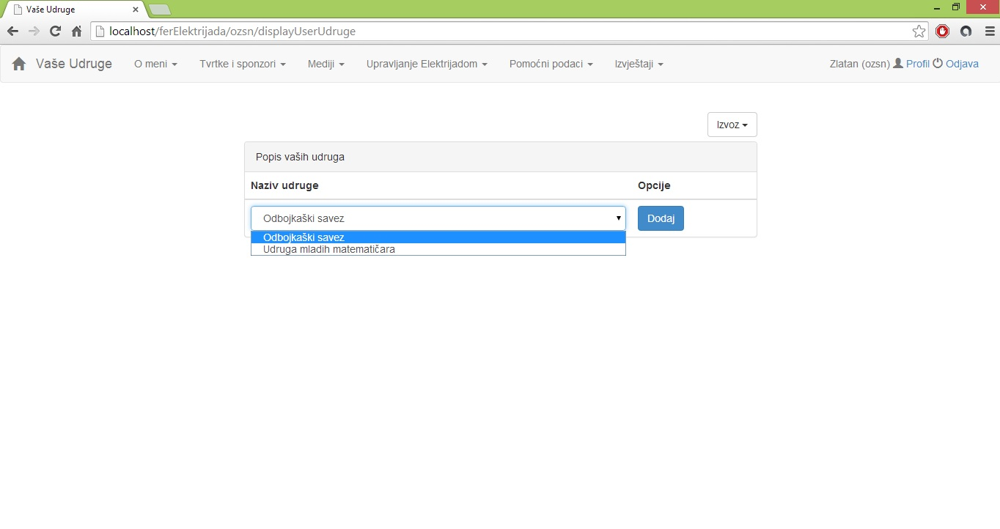 Vaše Udruge
localhost/ferElektrijada/ozsn/displayUserUdruge
Vaše Udruge O meni Tvrtke i sponzori Mediji Upravljanje Elektrijadom Pomoćni podaci Izvještaji Zlatan (ozsn) Profil Odjava
Izvoz
Popis vaših udruga
Naziv udruge Opcije
Odbojkaški savez Dodaj
Odbojkaški savez
Udruga mladih matematičara